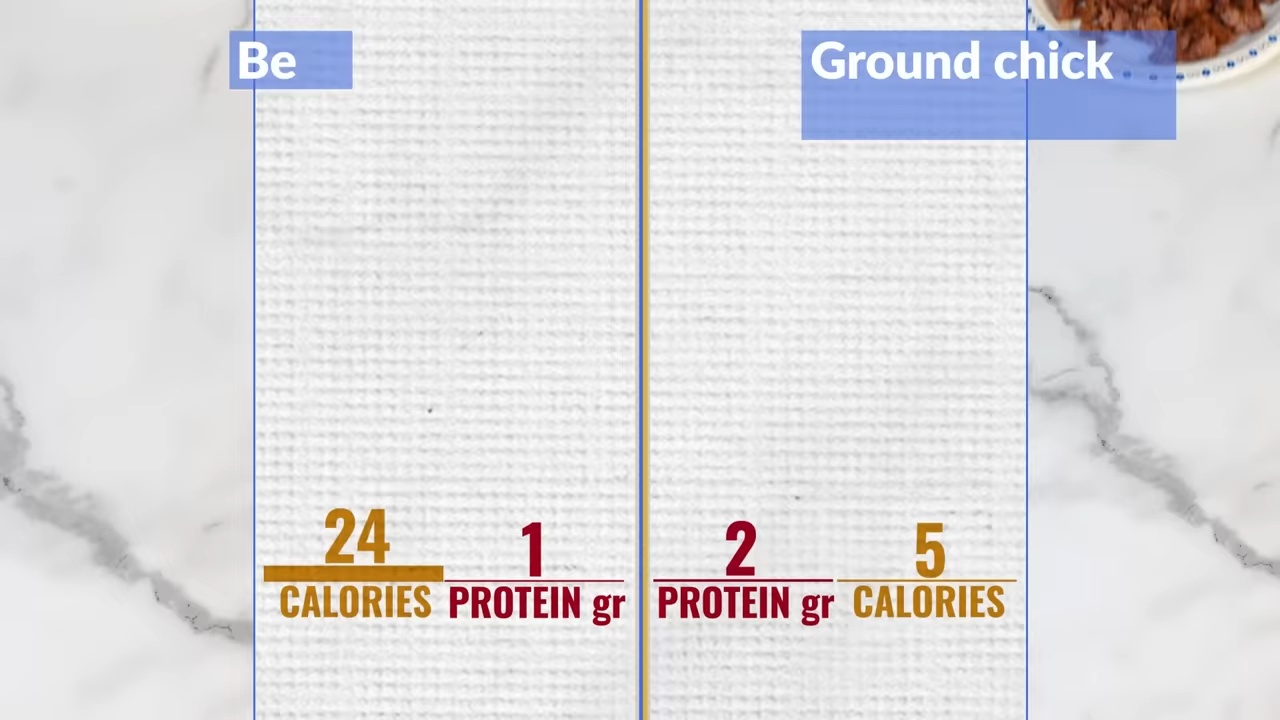 Be
Ground chick
24
CALORIES
1
PROTEIN gr
2
PROTEIN gr
5
CALORIES